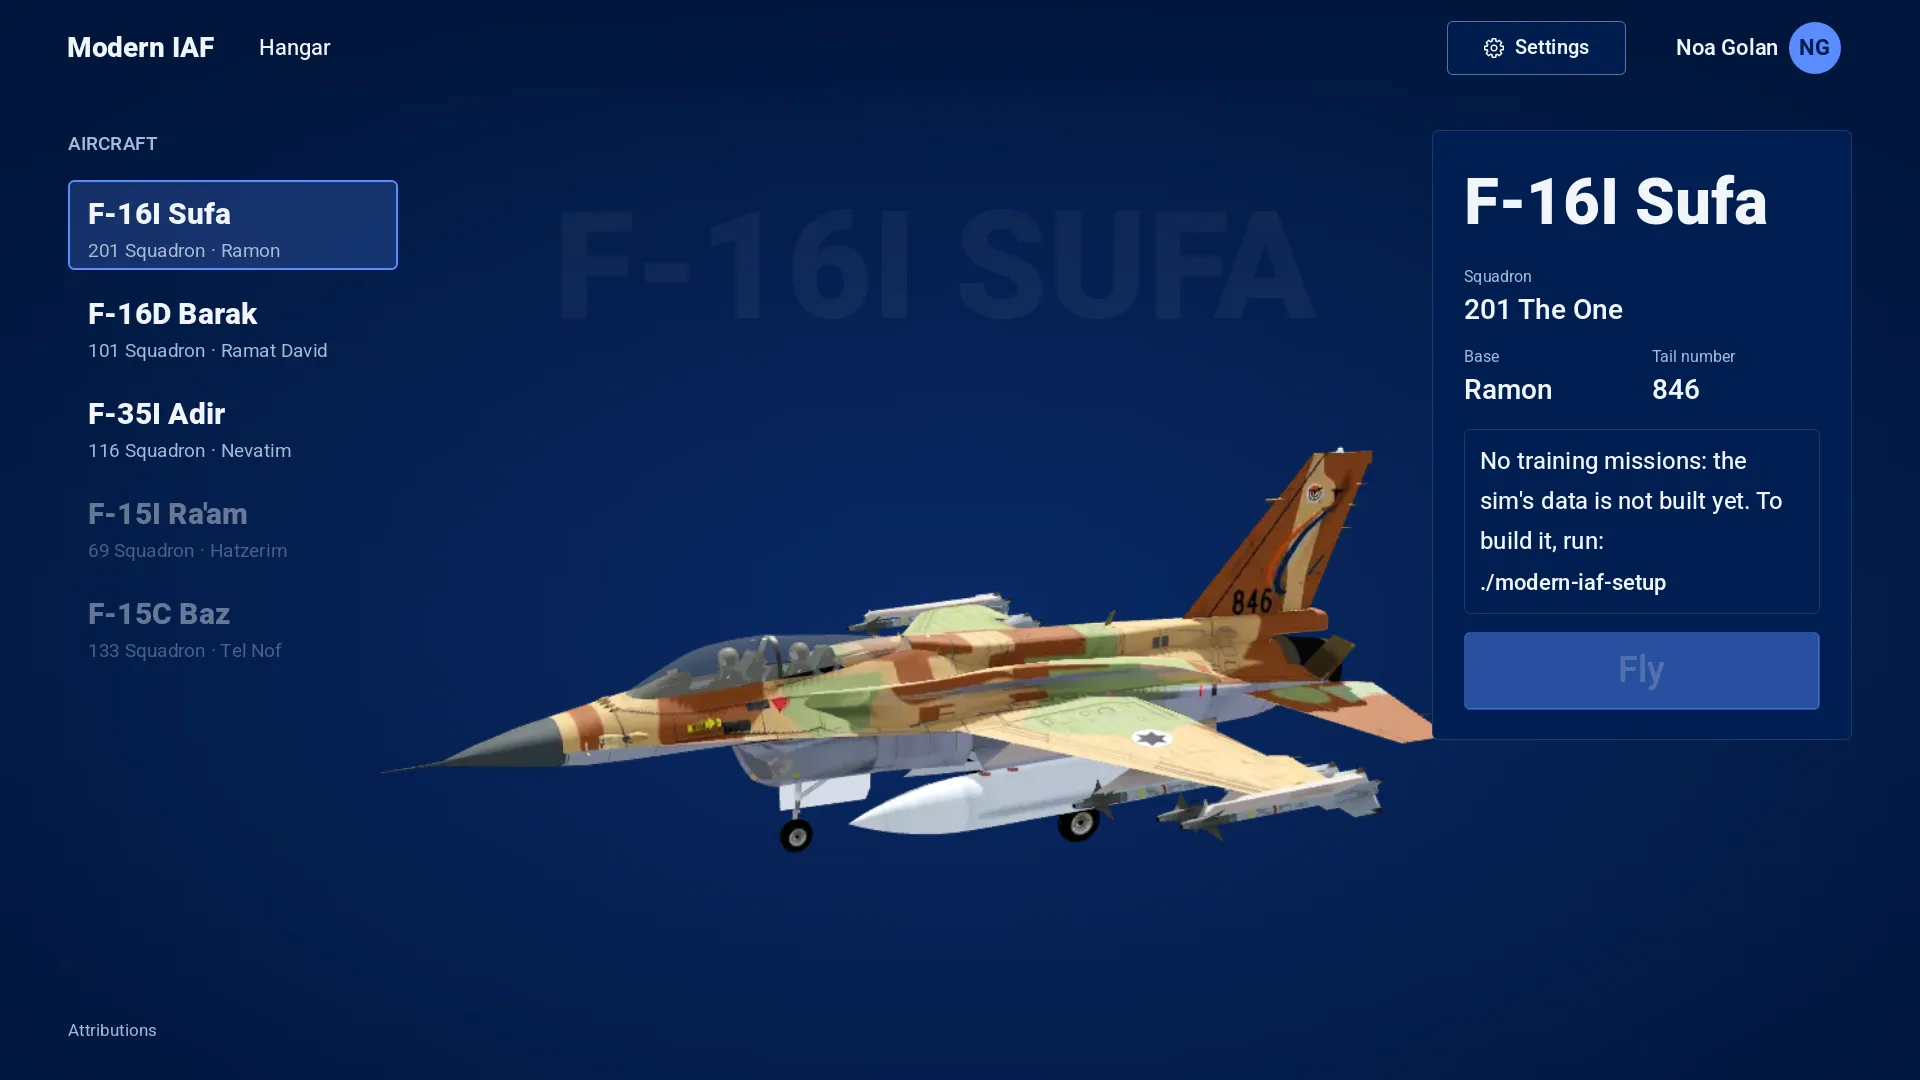 Modern IAF
Hangar
Settings
Noa Golan
NG
AIRCRAFT
F-16I Sufa
201 Squadron · Ramon
F-16D Barak
101 Squadron · Ramat David
F-35I Adir
116 Squadron · Nevatim
F-15I Ra'am
69 Squadron · Hatzerim
F-15C Baz
133 Squadron · Tel Nof
F-16I SUFA
846
F-16I Sufa
Squadron
201 The One
Base
Ramon
Tail number
846
No training missions: the
sim's data is not built yet. To
build it, run:
./modern-iaf-setup
Fly
Attributions